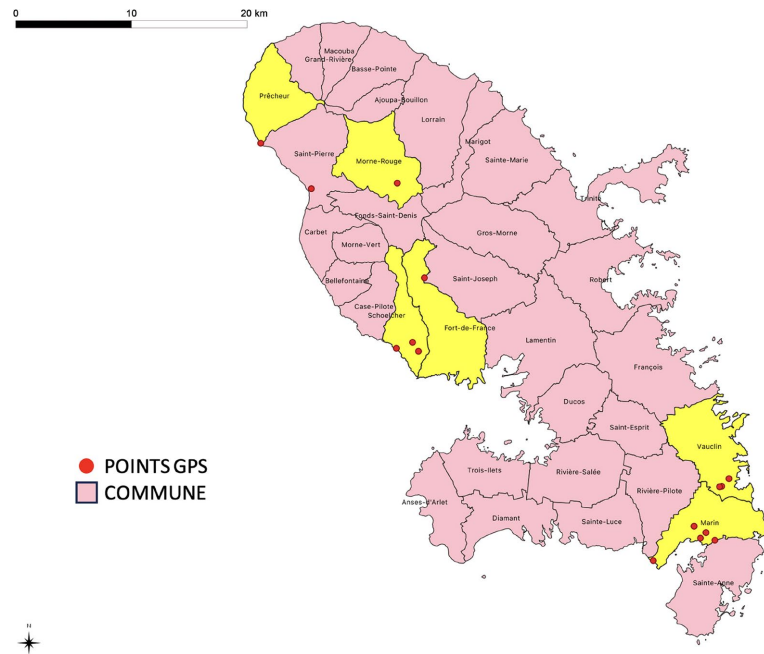 0 10 20 km
Macouba
Grand-Rivière
Basse-Pointe
Prêcheur
Ajoupa-Bouillon
Lorrain
Marigot
Saint-Pierre
Morne-Rouge
Sainte-Marie
Trinité
Fonds-Saint-Denis
Carbet
Gros-Morne
Morne-Vert
Bellefontaine
Saint-Joseph
Robert
Case-Pilote
Schoelcher
Fort-de-France
Lamentin
François
Ducos
Saint-Esprit
Vauclin
POINTS GPS
COMMUNE
Trois-Ilets
Rivière-Salée
Rivière-Pilote
Anses-d'Arlet
Diamant
Sainte-Luce
Marin
Sainte-Anne
N